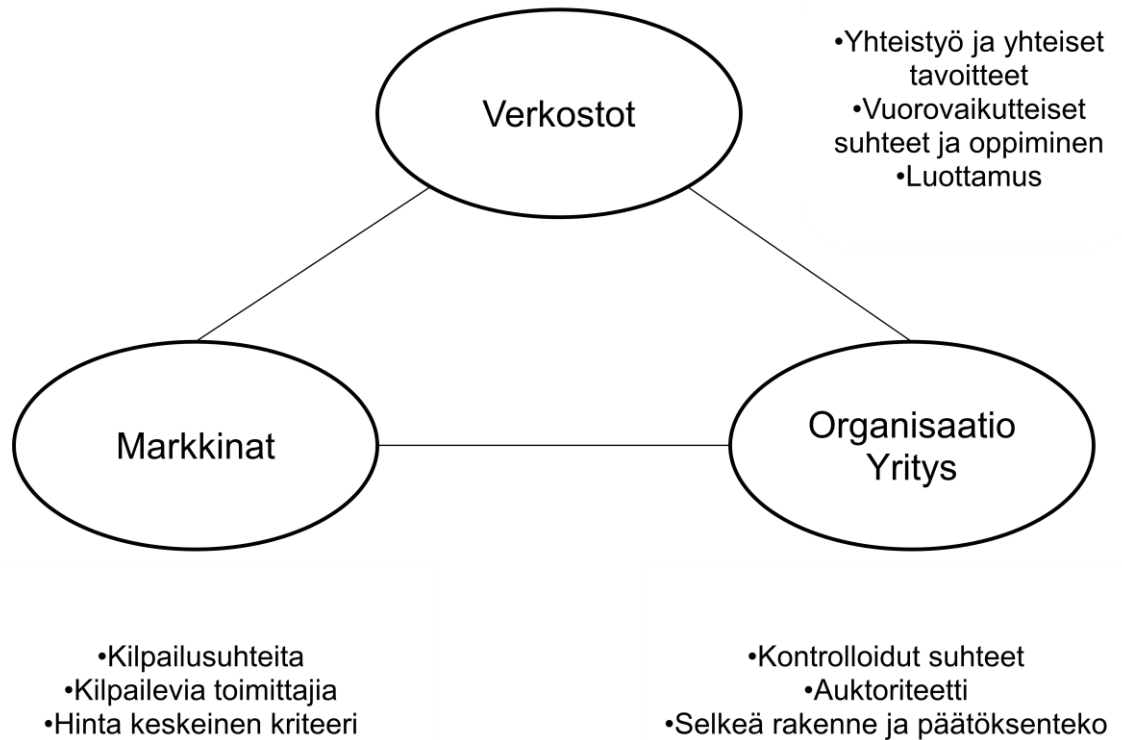 Verkostot
•Yhteistyö ja yhteiset
tavoitteet
•Vuorovaikutteiset
suhteet ja oppiminen
•Luottamus
Markkinat
Organisaatio
Yritys
•Kilpailusuhteita
•Kilpailevia toimittajia
•Hinta keskeinen kriteeri
•Kontrolloidut suhteet
•Auktoriteetti
•Selkeä rakenne ja päätöksenteko